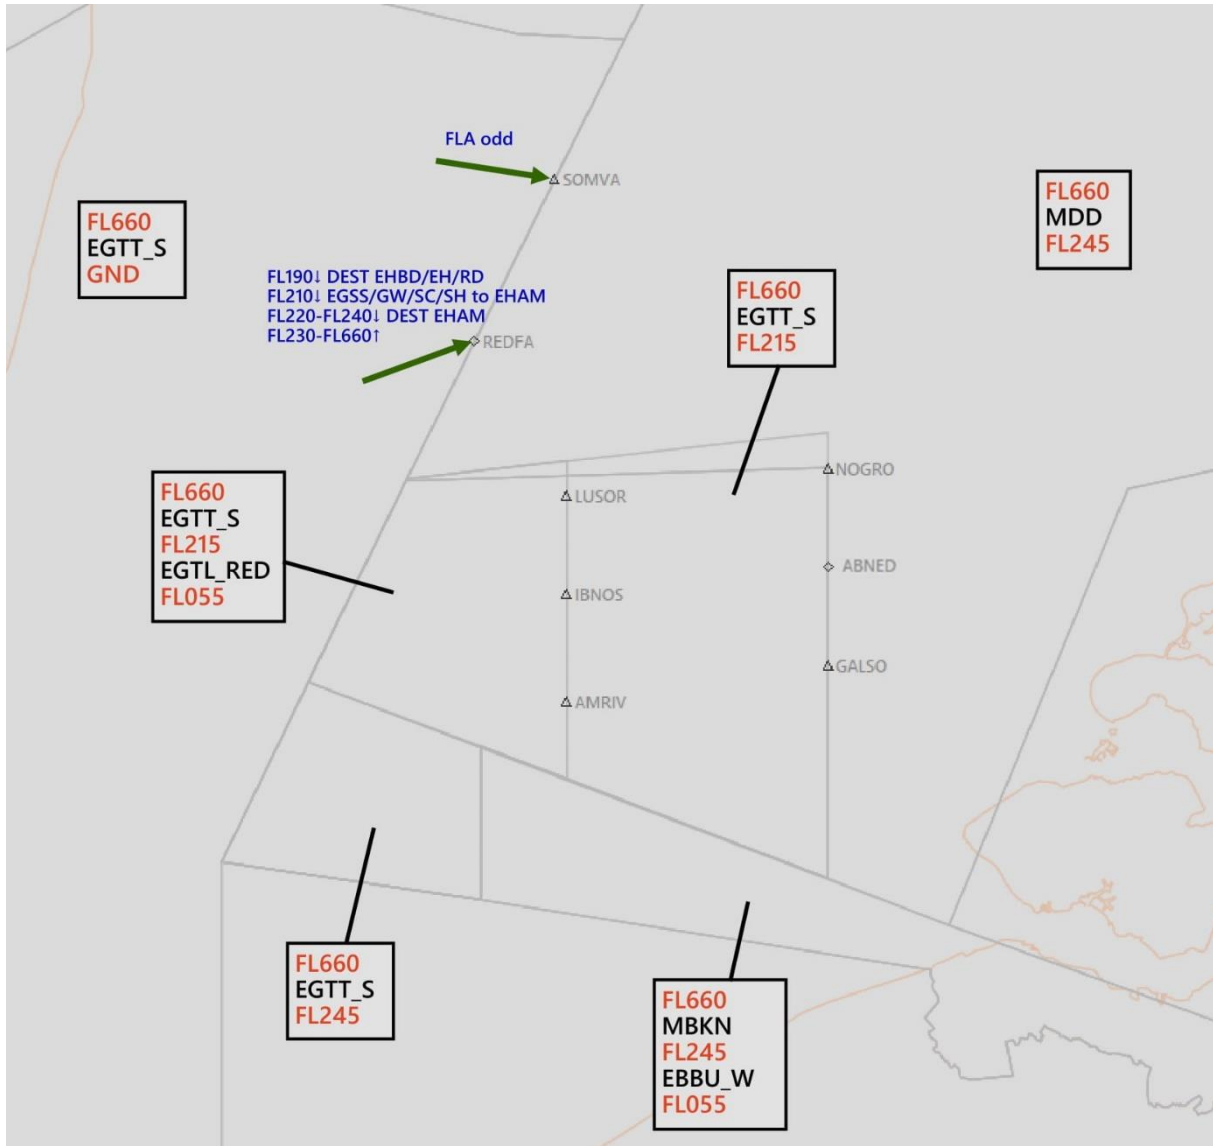 FLA odd
SOMVA
FL660
MDD
FL245
FL660
EGTT_S
GND
FL190↓ DEST EHBD/EH/RD
FL210↓ EGSS/GW/SC/SH to EHAM
FL220-FL240↓ DEST EHAM
FL230-FL660↑
REDFA
FL660
EGTT_S
FL215
NOGRO
FL660
EGTT_S
FL215
EGTL_RED
FL055
LUSOR
ABNED
IBNOS
GALSO
AMRIV
FL660
EGTT_S
FL245
FL660
MBKN
FL245
EBBU_W
FL055